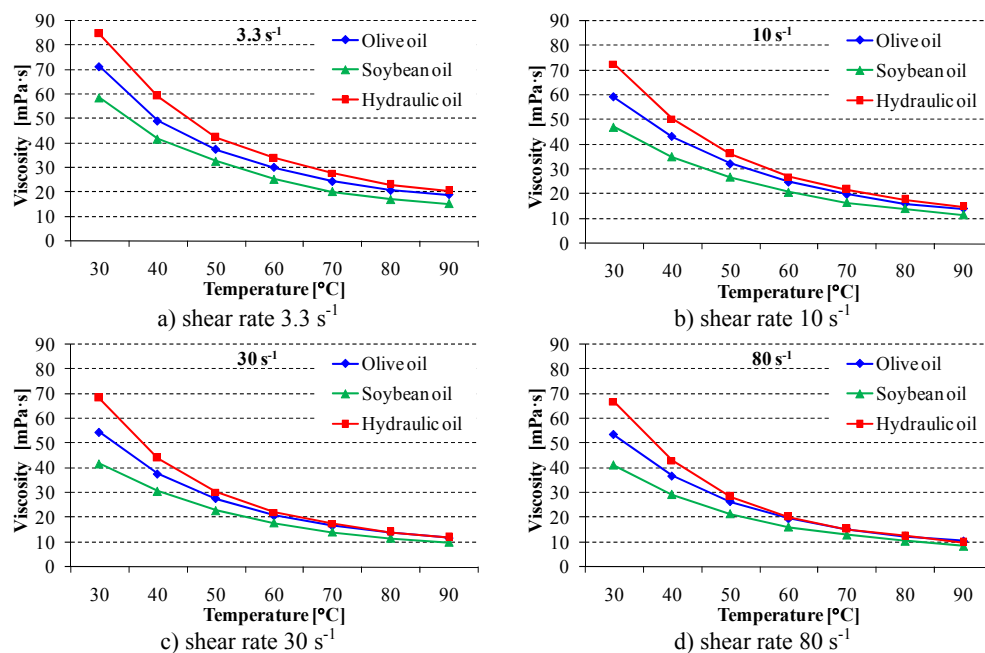 3.3 s⁻¹
Olive oil
Soybean oil
Hydraulic oil
Viscosity [mPa·s]
90
80
70
60
50
40
30
20
10
0
30 40 50 60 70 80 90
Temperature [°C]
a) shear rate 3.3 s⁻¹
10 s⁻¹
Olive oil
Soybean oil
Hydraulic oil
Viscosity [mPa·s]
90
80
70
60
50
40
30
20
10
0
30 40 50 60 70 80 90
Temperature [°C]
b) shear rate 10 s⁻¹
30 s⁻¹
Olive oil
Soybean oil
Hydraulic oil
Viscosity [mPa·s]
90
80
70
60
50
40
30
20
10
0
30 40 50 60 70 80 90
Temperature [°C]
c) shear rate 30 s⁻¹
80 s⁻¹
Olive oil
Soybean oil
Hydraulic oil
Viscosity [mPa·s]
90
80
70
60
50
40
30
20
10
0
30 40 50 60 70 80 90
Temperature [°C]
d) shear rate 80 s⁻¹